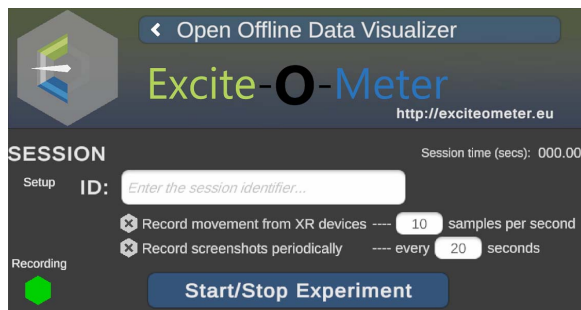 Open Offline Data Visualizer
Excite-O-Meter
http://exciteometer.eu
SESSION
Session time (secs): 000.00
Setup
ID: Enter the session identifier...
Record movement from XR devices ---- 10 samples per second
Record screenshots periodically ---- every 20 seconds
Recording
Start/Stop Experiment